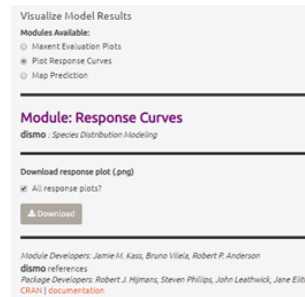 Visualize Model Results
Modules Available:
Maxent Evaluation Plots
Plot Response Curves
Map Prediction
Module: Response Curves
dismo : Species Distribution Modeling
Download response plot (.png)
All response plots?
Download
Module Developers: Jamie M. Kass, Bruno Vilela, Robert P. Anderson
dismo references
Package Developers: Robert J. Hijmans, Steven Phillips, John Leathwick, Jane Elit
CRAN | documentation